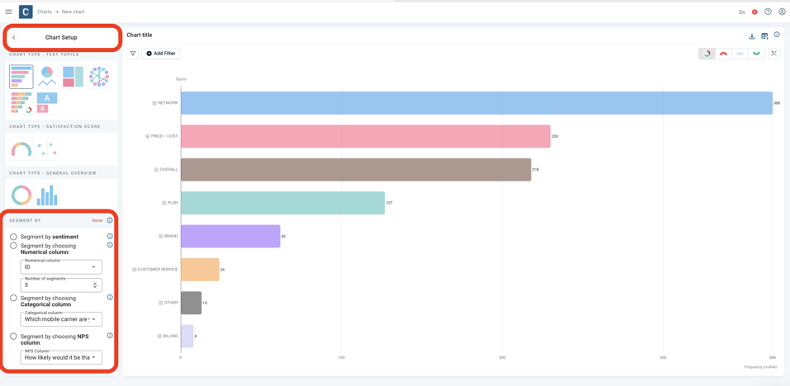 C
Charts > New chart
En
Chart Setup
CHART TYPE - TEXT TOPICS
A
B
CHART TYPE - SATISFACTION SCORE
CHART TYPE - GENERAL OVERVIEW
SEGMENT BY
Reset
Segment by sentiment
Segment by choosing
Numerical column:
Numerical column
ID
Number of segments
3
Segment by choosing
Categorical column
Categorical column
Which mobile carrier are
Segment by choosing NPS
column:
NPS Column
How likely would it be tha
Chart title
Add Filter
Topics
NETWORK
368
PRICE / COST
230
OVERALL
218
PLAN
127
BRAND
62
CUSTOMER SERVICE
24
OTHER
13
BILLING
8
0
100
200
300
368